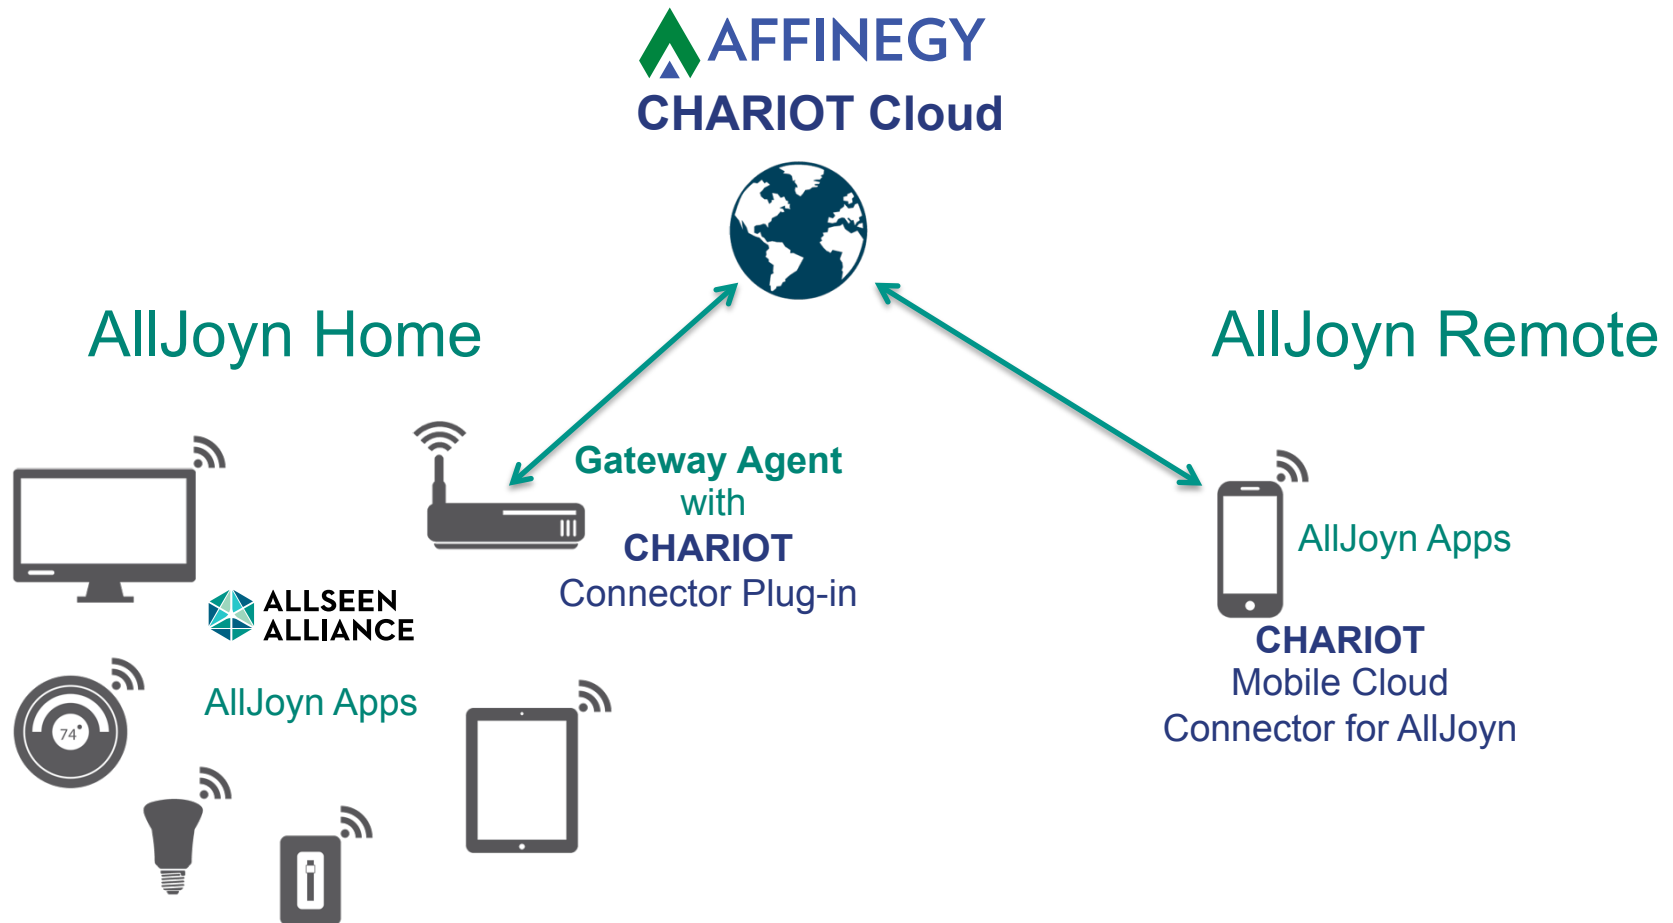 AFFINEGY
CHARIOT Cloud
AllJoyn Home
AllJoyn Remote
Gateway Agent
with
CHARIOT
Connector Plug-in
AllJoyn Apps
CHARIOT
Mobile Cloud
Connector for AllJoyn
ALLSEEN
ALLIANCE
AllJoyn Apps
74°